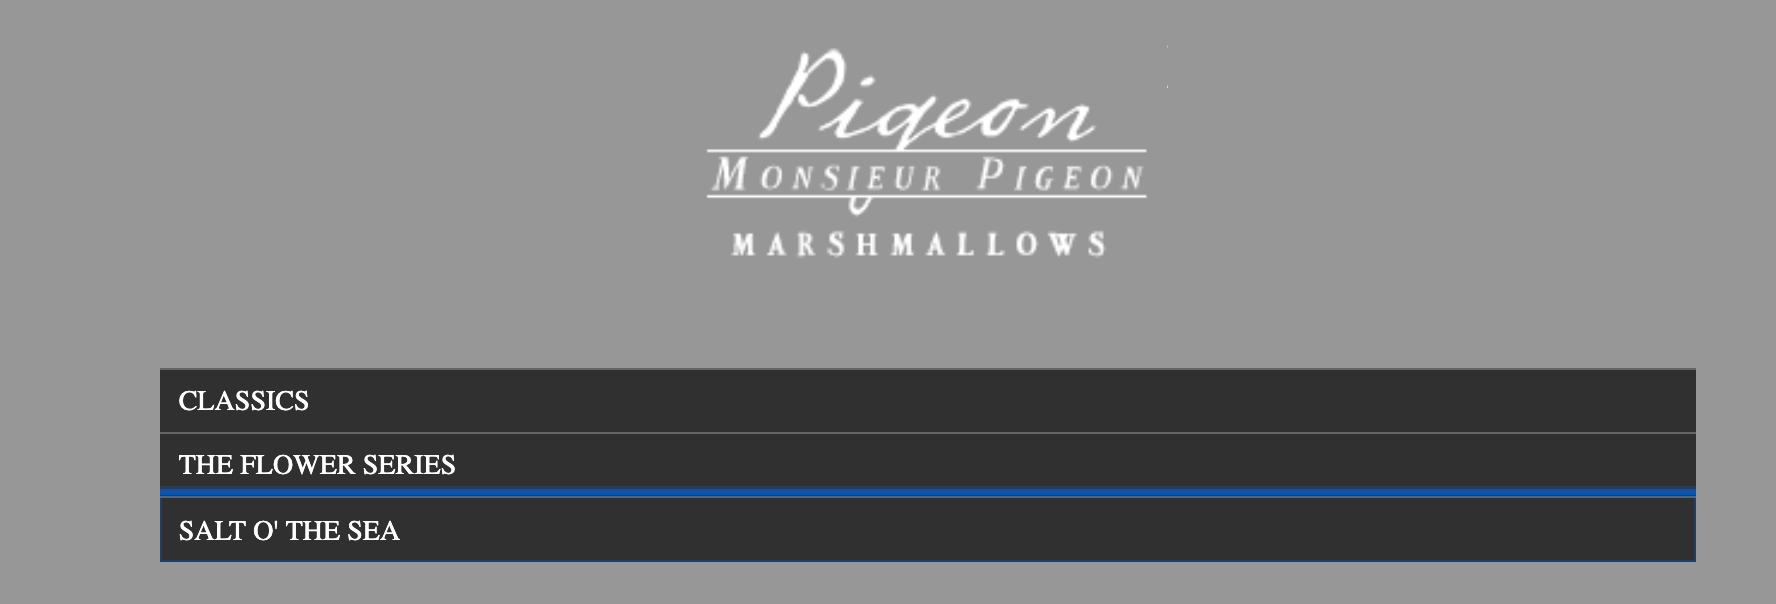 Pigeon
MONSIEUR PIGEON
MARSHMALLOWS
CLASSICS
THE FLOWER SERIES
SALT O' THE SEA